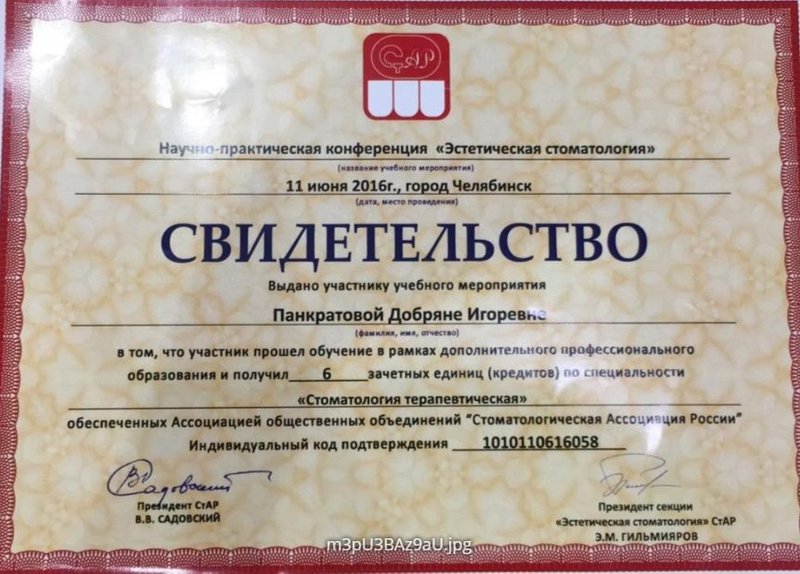 СтАР
Научно-практическая конференция «Эстетическая стоматология»
(название учебного мероприятия)
11 июня 2016г., город Челябинск
(дата, место проведения)
СВИДЕТЕЛЬСТВО
Выдано участнику учебного мероприятия
Панкратовой Добряне Игоревне
(фамилия, имя, отчество)
в том, что участник прошел обучение в рамках дополнительного профессионального
образования и получил 6 зачетных единиц (кредитов) по специальности
«Стоматология терапевтическая»
обеспеченных Ассоциацией общественных объединений "Стоматологическая Ассоциация России"
Индивидуальный код подтверждения 1010110616058
Садовский
Президент СтАР
В.В. САДОВСКИЙ
Президент секции
«Эстетическая стоматология» СтАР
Э.М. ГИЛЬМИЯРОВ
m3pU3BAz9aU.jpg